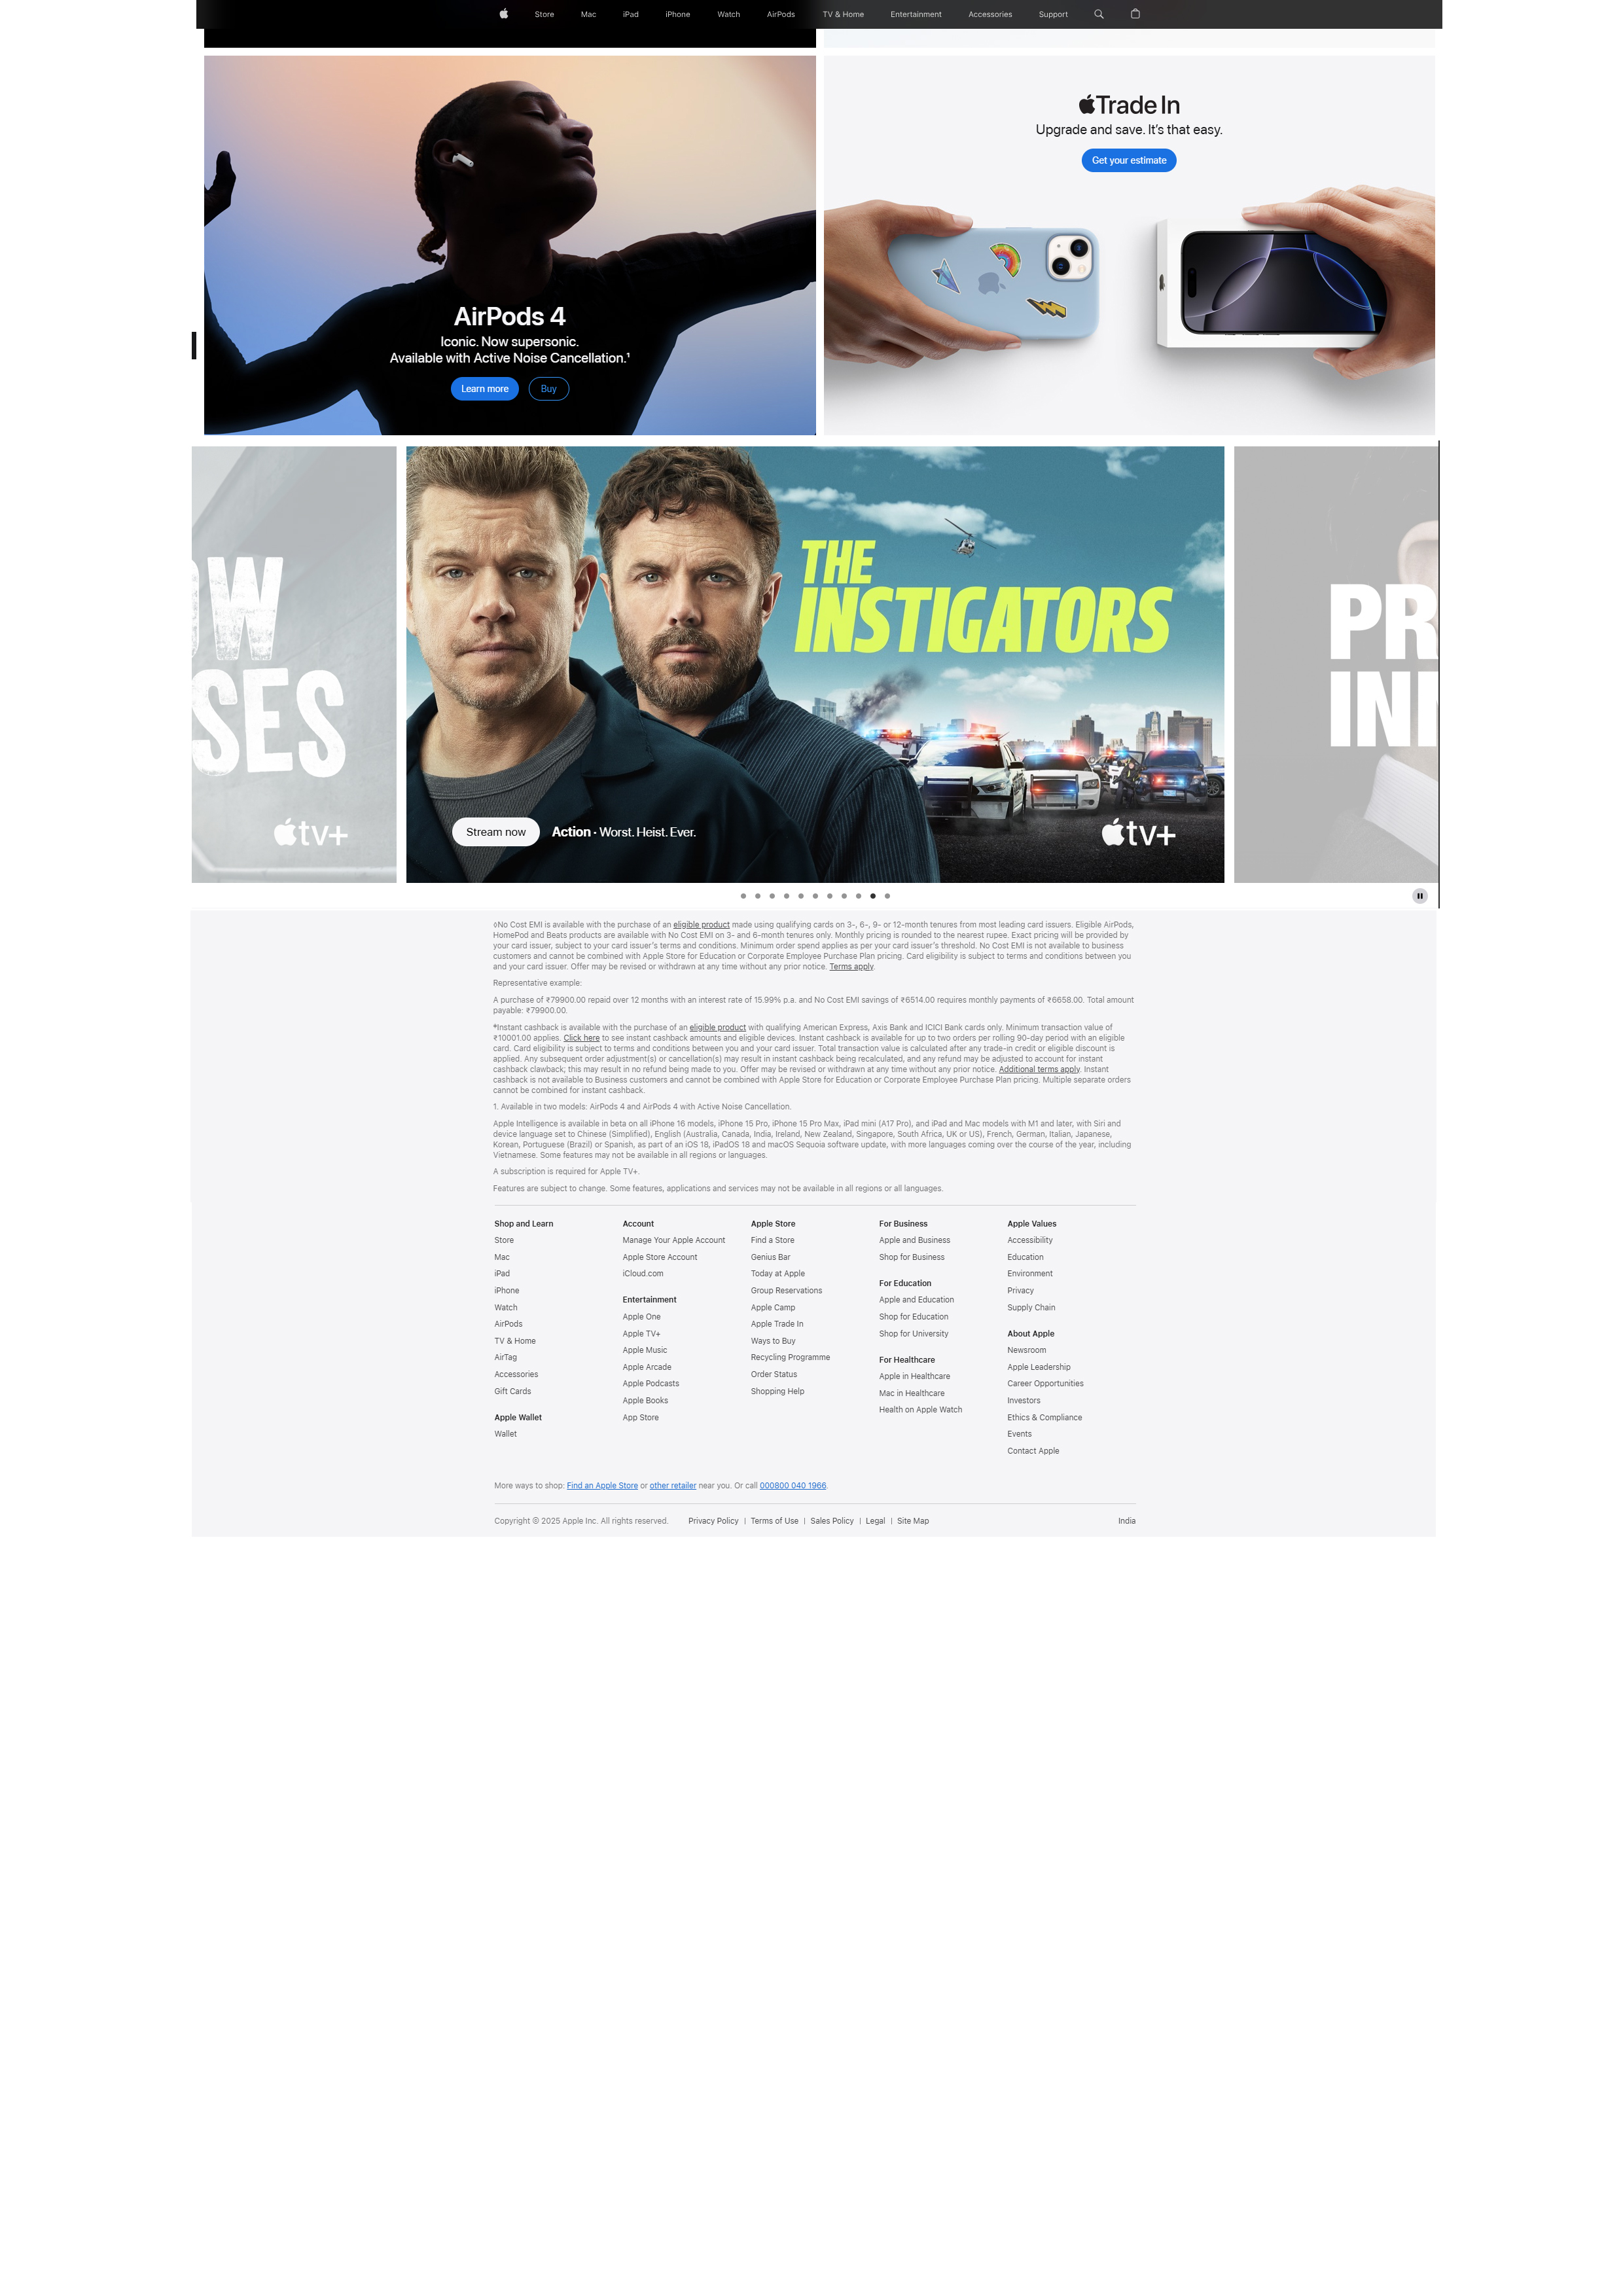 Store Mac iPad iPhone Watch AirPods TV & Home Entertainment Accessories Support
AirPods 4
Iconic. Now supersonic.
Available with Active Noise Cancellation.¹
Learn more Buy
Trade In
Upgrade and save. It’s that easy.
Get your estimate
OW
SES
tv+
THE
INSTIGATORS
Stream now Action · Worst. Heist. Ever.
tv+
PR
IN
◊No Cost EMI is available with the purchase of an eligible product made using qualifying cards on 3-, 6-, 9- or 12-month tenures from most leading card issuers. Eligible AirPods,
HomePod and Beats products are available with No Cost EMI on 3- and 6-month tenures only. Monthly pricing is rounded to the nearest rupee. Exact pricing will be provided by
your card issuer, subject to your card issuer’s terms and conditions. Minimum order spend applies as per your card issuer’s threshold. No Cost EMI is not available to business
customers and cannot be combined with Apple Store for Education or Corporate Employee Purchase Plan pricing. Card eligibility is subject to terms and conditions between you
and your card issuer. Offer may be revised or withdrawn at any time without any prior notice. Terms apply.
Representative example:
A purchase of ₹79900.00 repaid over 12 months with an interest rate of 15.99% p.a. and No Cost EMI savings of ₹6514.00 requires monthly payments of ₹6658.00. Total amount
payable: ₹79900.00.
*Instant cashback is available with the purchase of an eligible product with qualifying American Express, Axis Bank and ICICI Bank cards only. Minimum transaction value of
₹10001.00 applies. Click here to see instant cashback amounts and eligible devices. Instant cashback is available for up to two orders per rolling 90-day period with an eligible
card. Card eligibility is subject to terms and conditions between you and your card issuer. Total transaction value is calculated after any trade-in credit or eligible discount is
applied. Any subsequent order adjustment(s) or cancellation(s) may result in instant cashback being recalculated, and any refund may be adjusted to account for instant
cashback clawback; this may result in no refund being made to you. Offer may be revised or withdrawn at any time without any prior notice. Additional terms apply. Instant
cashback is not available to Business customers and cannot be combined with Apple Store for Education or Corporate Employee Purchase Plan pricing. Multiple separate orders
cannot be combined for instant cashback.
1. Available in two models: AirPods 4 and AirPods 4 with Active Noise Cancellation.
Apple Intelligence is available in beta on all iPhone 16 models, iPhone 15 Pro, iPhone 15 Pro Max, iPad mini (A17 Pro), and iPad and Mac models with M1 and later, with Siri and
device language set to Chinese (Simplified), English (Australia, Canada, India, Ireland, New Zealand, Singapore, South Africa, UK or US), French, German, Italian, Japanese,
Korean, Portuguese (Brazil) or Spanish, as part of an iOS 18, iPadOS 18 and macOS Sequoia software update, with more languages coming over the course of the year, including
Vietnamese. Some features may not be available in all regions or languages.
A subscription is required for Apple TV+.
Features are subject to change. Some features, applications and services may not be available in all regions or all languages.
Shop and Learn
Store
Mac
iPad
iPhone
Watch
AirPods
TV & Home
AirTag
Accessories
Gift Cards
Apple Wallet
Wallet
Account
Manage Your Apple Account
Apple Store Account
iCloud.com
Entertainment
Apple One
Apple TV+
Apple Music
Apple Arcade
Apple Podcasts
Apple Books
App Store
Apple Store
Find a Store
Genius Bar
Today at Apple
Group Reservations
Apple Camp
Apple Trade In
Ways to Buy
Recycling Programme
Order Status
Shopping Help
For Business
Apple and Business
Shop for Business
For Education
Apple and Education
Shop for Education
Shop for University
For Healthcare
Apple in Healthcare
Mac in Healthcare
Health on Apple Watch
Apple Values
Accessibility
Education
Environment
Privacy
Supply Chain
About Apple
Newsroom
Apple Leadership
Career Opportunities
Investors
Ethics & Compliance
Events
Contact Apple
More ways to shop: Find an Apple Store or other retailer near you. Or call 000800 040 1966.
Copyright © 2025 Apple Inc. All rights reserved. Privacy Policy | Terms of Use | Sales Policy | Legal | Site Map India